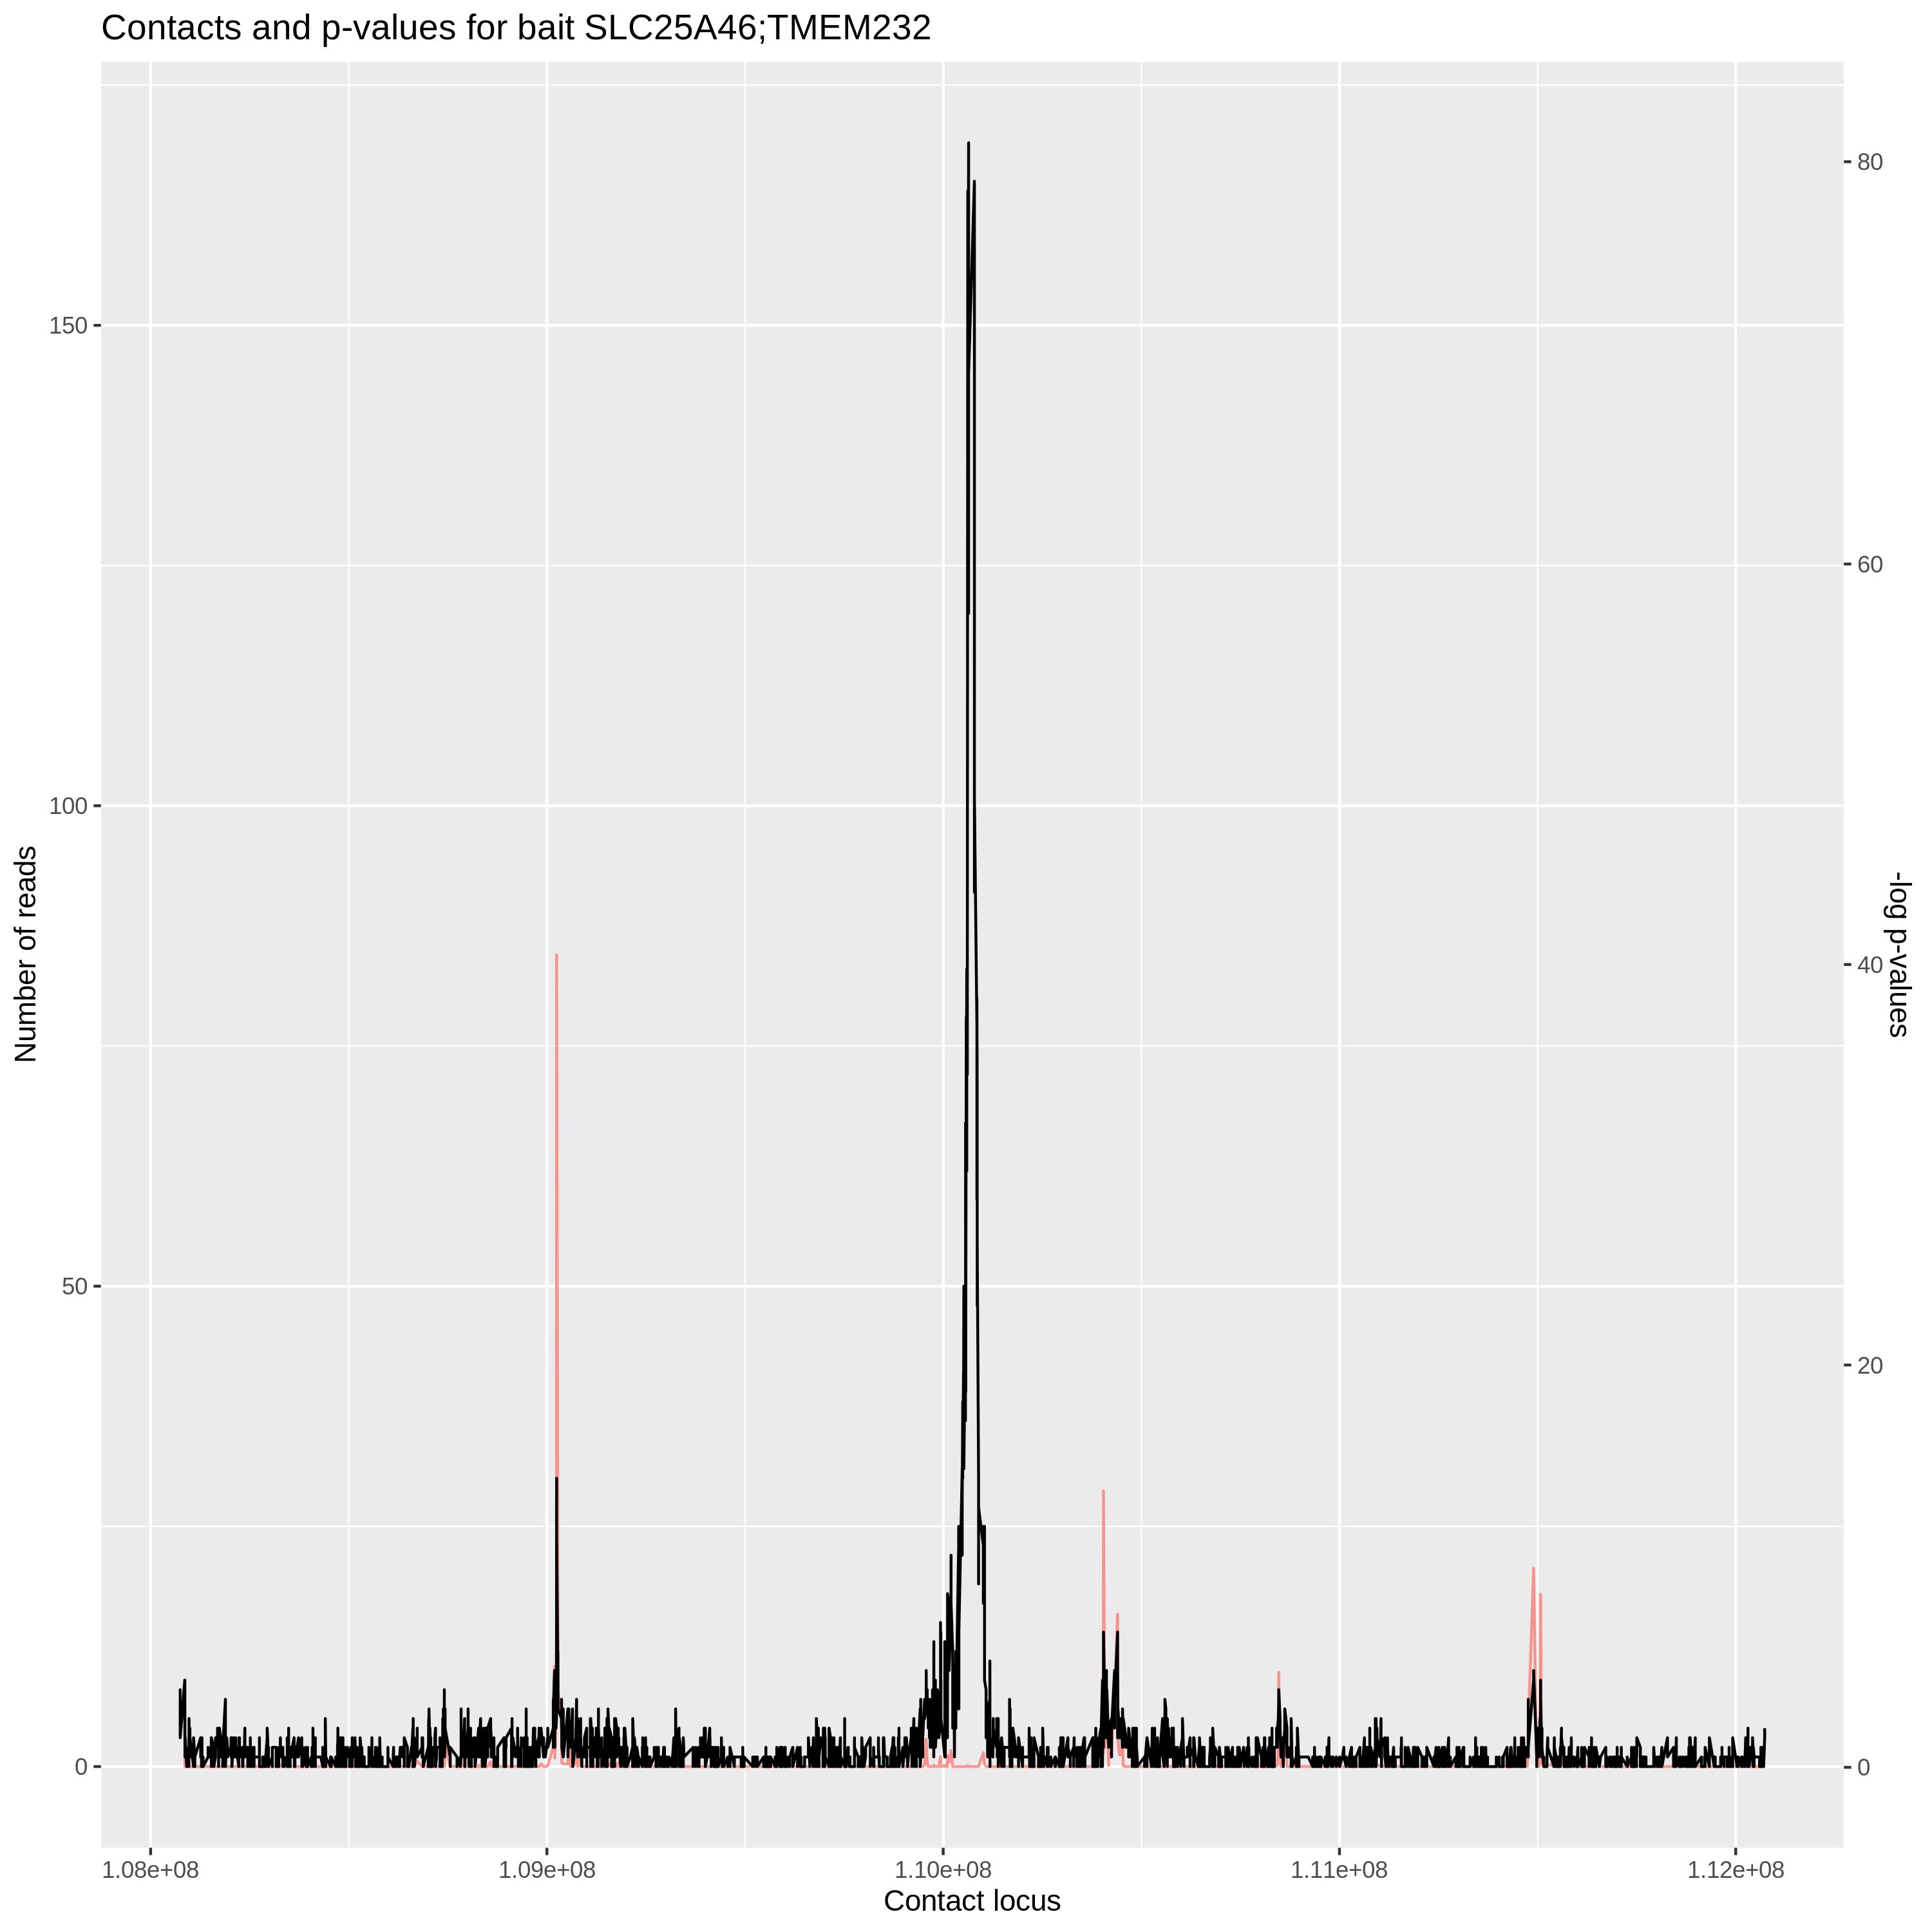 Contacts and p-values for bait SLC25A46;TMEM232
Number of reads
150
100
50
0
80
60
40
20
0
-log p-values
1.08e+08 1.09e+08 1.10e+08 1.11e+08 1.12e+08
Contact locus